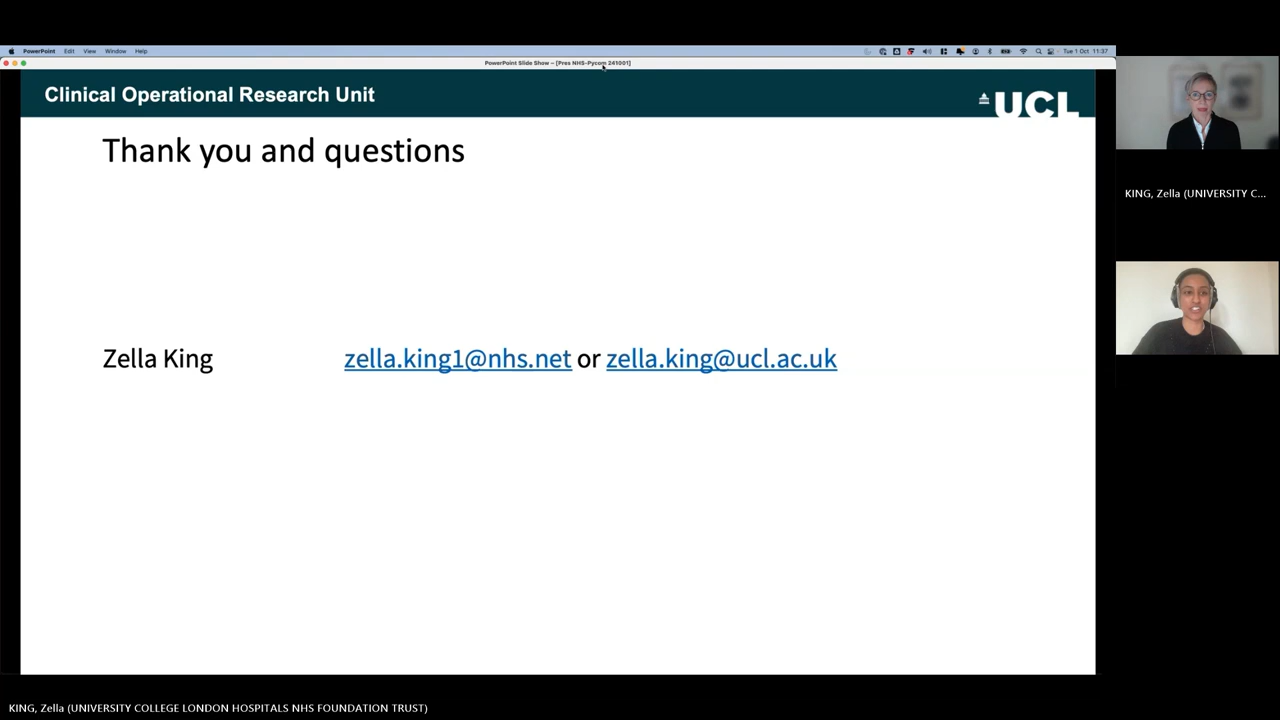 PowerPoint Edit View Window Help
Tue 1 Oct 11:37
PowerPoint Slide Show – [Pres NHS-Pycom 241001]
Clinical Operational Research Unit
UCL
Thank you and questions
KING, Zella (UNIVERSITY C...
Zella King zella.king1@nhs.net or zella.king@ucl.ac.uk
KING, Zella (UNIVERSITY COLLEGE LONDON HOSPITALS NHS FOUNDATION TRUST)